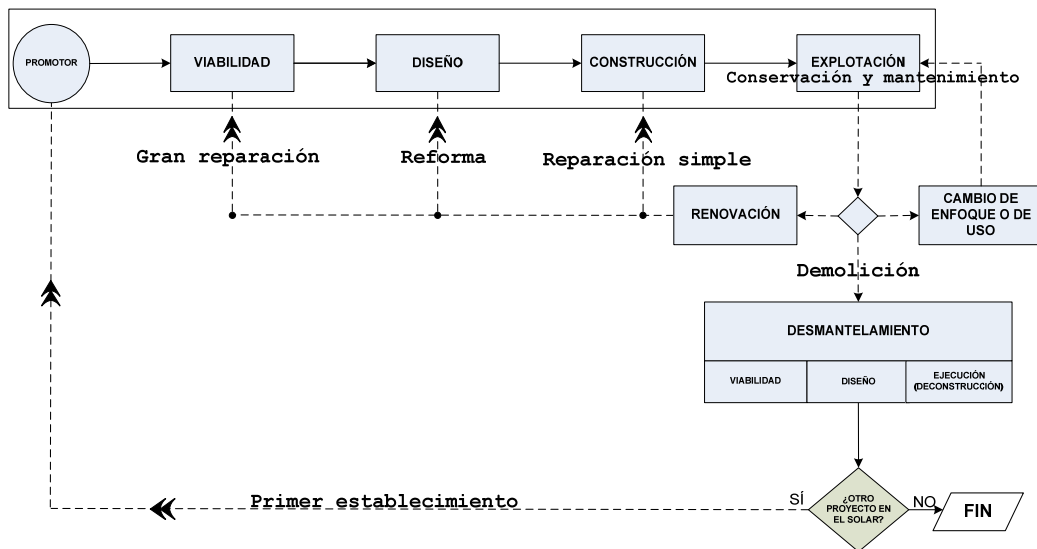 PROMOTOR
VIABILIDAD
DISEÑO
CONSTRUCCIÓN
EXPLOTACIÓN
Conservación y mantenimiento
Gran reparación
Reforma
Reparación simple
RENOVACIÓN
CAMBIO DE
ENFOQUE O DE
USO
Demolición
DESMANTELAMIENTO
VIABILIDAD
DISEÑO
EJECUCIÓN
(DECONSTRUCCIÓN)
Primer establecimiento
SÍ
¿OTRO
PROYECTO EN
EL SOLAR?
NO
FIN